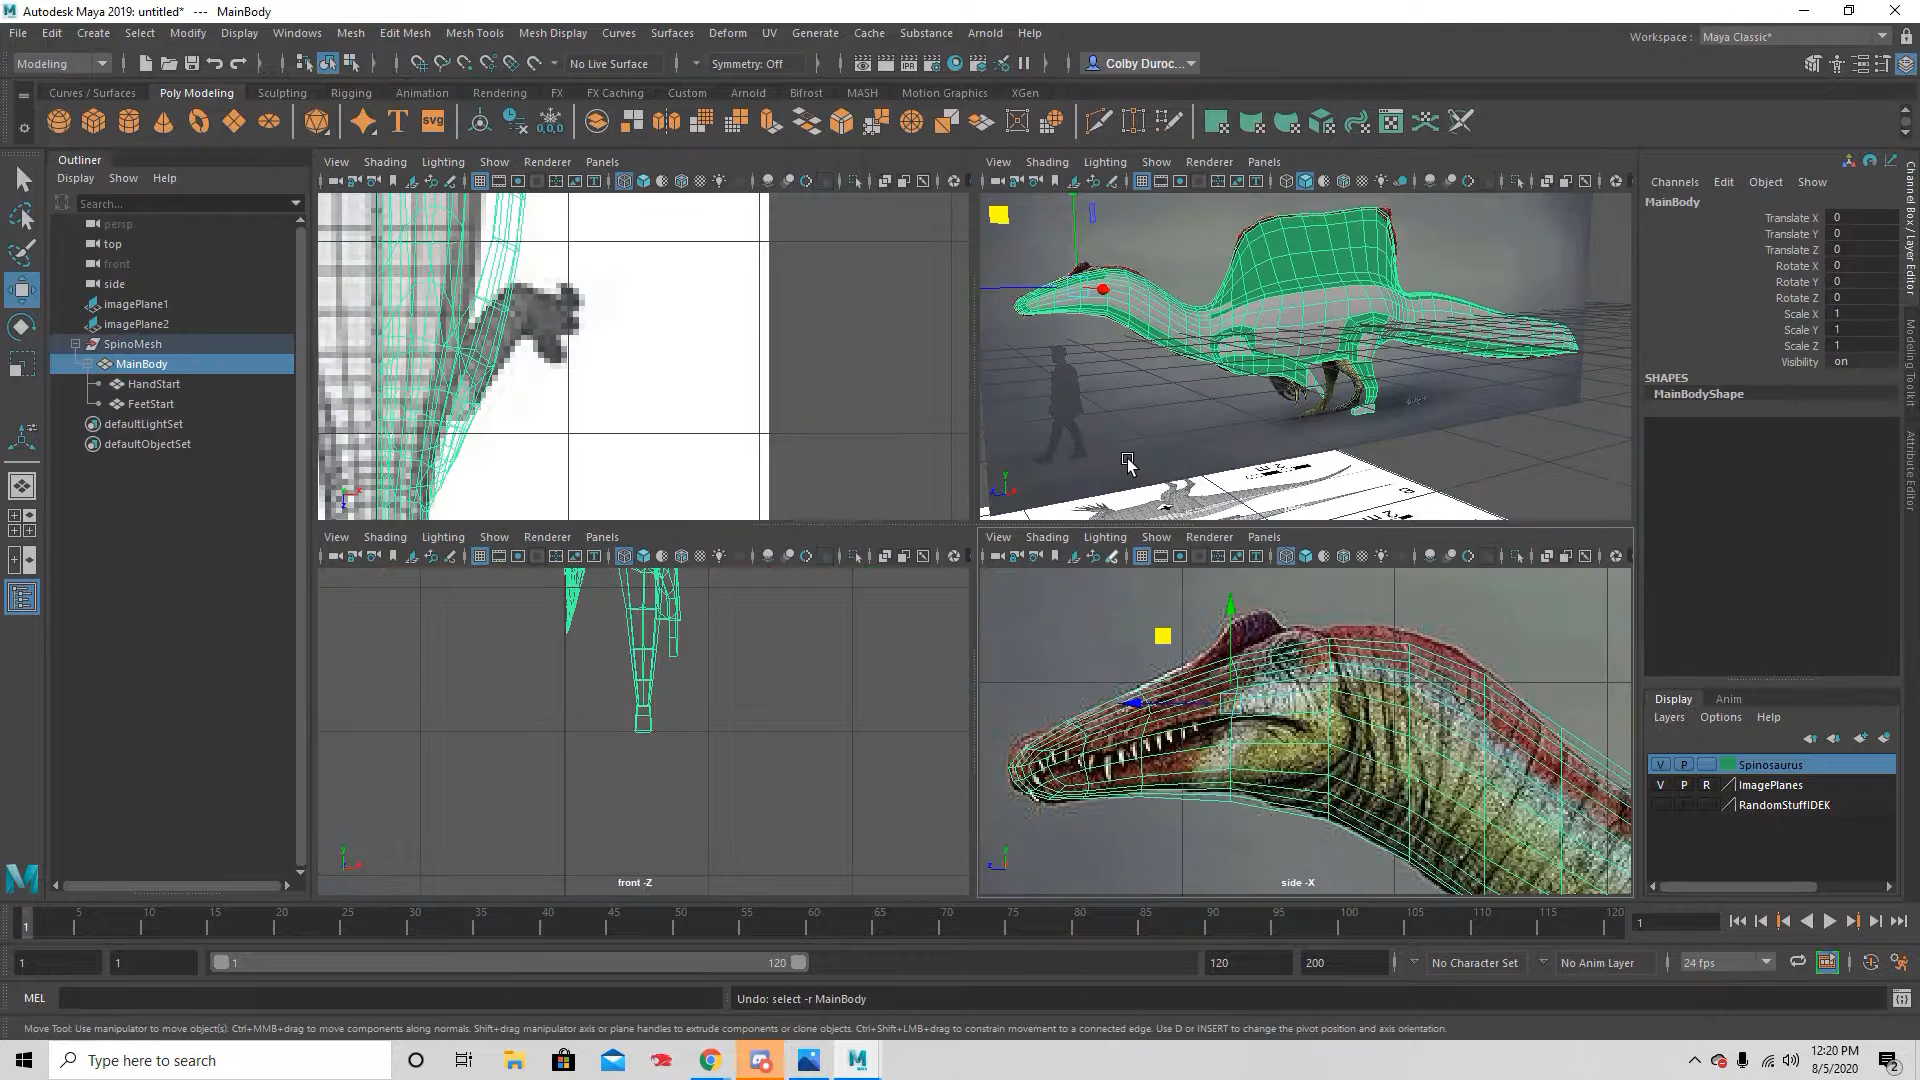 Autodesk Maya 2019: untitled* --- MainBody
File Edit Create Select Modify Display Windows Mesh Edit Mesh Mesh Tools Mesh Display Curves Surfaces Deform UV Generate Cache Substance Arnold Help
Workspace : Maya Classic*
Modeling No Live Surface Symmetry: Off Colby Duroc...
Curves / Surfaces Poly Modeling Sculpting Rigging Animation Rendering FX FX Caching Custom Arnold Bifrost MASH Motion Graphics XGen
Outliner
Display Show Help
Search...
persp
top
front
side
imagePlane1
imagePlane2
SpinoMesh
MainBody
HandStart
FeetStart
defaultLightSet
defaultObjectSet
View Shading Lighting Show Renderer Panels
View Shading Lighting Show Renderer Panels
View Shading Lighting Show Renderer Panels
front -Z
View Shading Lighting Show Renderer Panels
side -X
Channels Edit Object Show
MainBody
Translate X 0
Translate Y 0
Translate Z 0
Rotate X 0
Rotate Y 0
Rotate Z 0
Scale X 1
Scale Y 1
Scale Z 1
Visibility on
SHAPES
MainBodyShape
Channel Box / Layer Editor
Modeling Toolkit
Attribute Editor
Display Anim
Layers Options Help
V P Spinosaurus
V P R ImagePlanes
RandomStuffIDEK
5 10 15 20 25 30 35 40 45 50 55 60 65 70 75 80 85 90 95 100 105 110 115 120
1 1
1 1 1 120 120 200 No Character Set No Anim Layer 24 fps
MEL Undo: select -r MainBody
Move Tool: Use manipulator to move object(s). Ctrl+MMB+drag to move components along normals. Shift+drag manipulator axis or plane handles to extrude components or clone objects. Ctrl+Shift+LMB+drag to constrain movement to a connected edge. Use D or INSERT to change the pivot position and axis orientation.
Type here to search
12:20 PM
8/5/2020
2